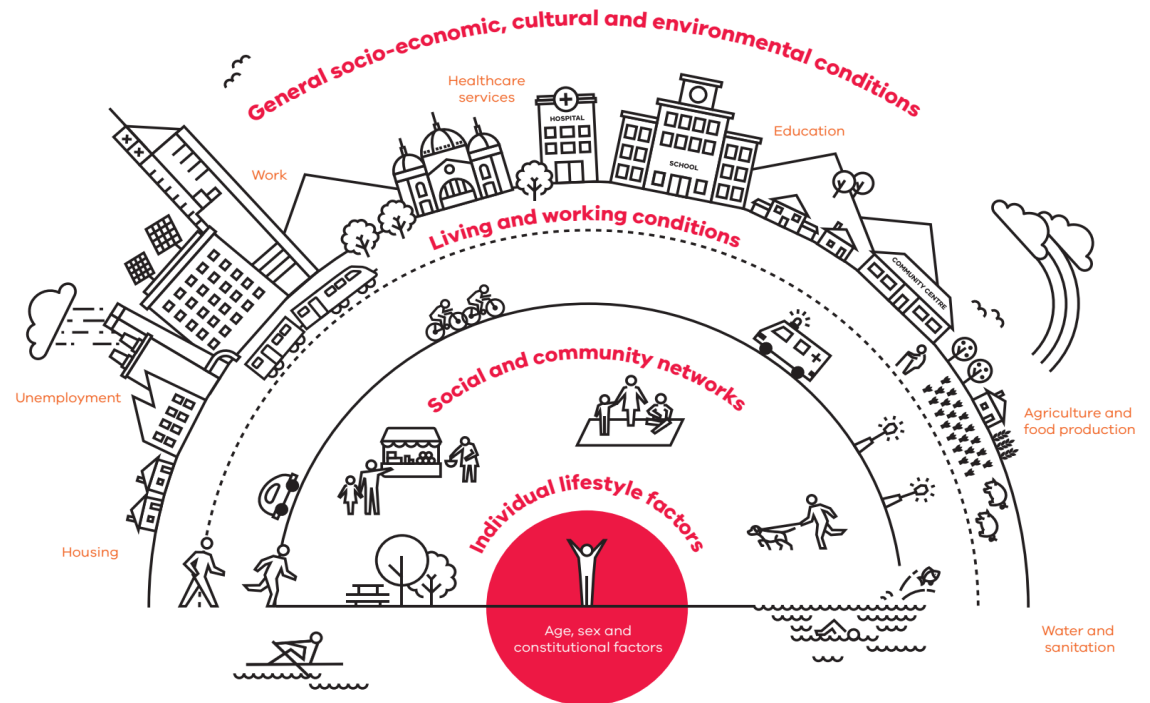 General socio-economic, cultural and environmental conditions
Healthcare
services
HOSPITAL
Education
SCHOOL
Work
Living and working conditions
COMMUNITY CENTRE
Social and community networks
Unemployment
Agriculture and
food production
Individual lifestyle factors
Housing
Age, sex and
constitutional factors
Water and
sanitation